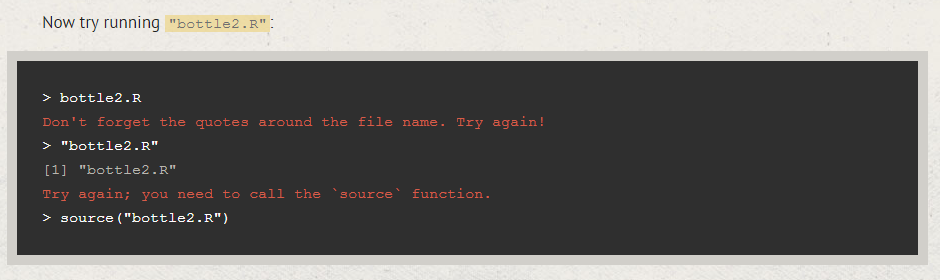 Now try running "bottle2.R":
> bottle2.R
Don't forget the quotes around the file name. Try again!
> "bottle2.R"
[1] "bottle2.R"
Try again; you need to call the `source` function.
> source("bottle2.R")